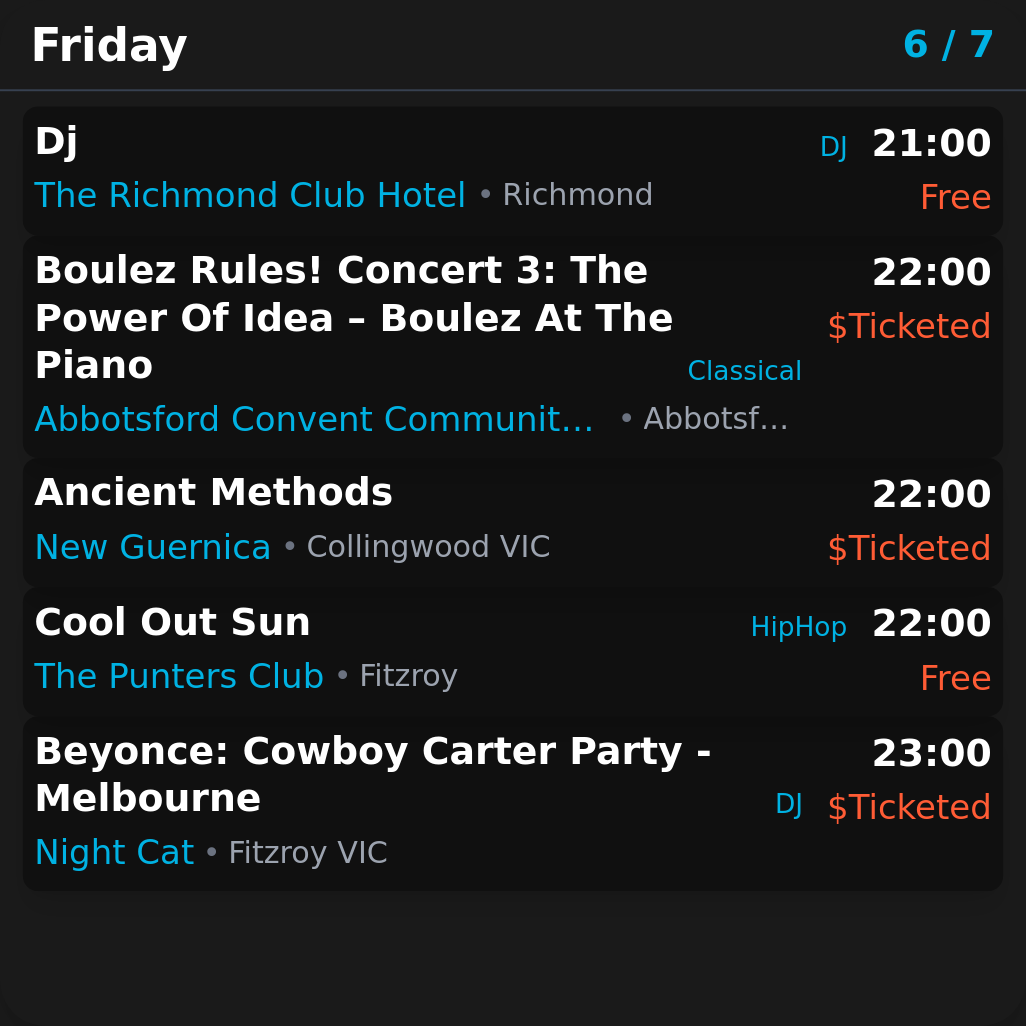 Friday 6 / 7
Dj DJ 21:00
The Richmond Club Hotel • Richmond Free
Boulez Rules! Concert 3: The 22:00
Power Of Idea – Boulez At The $Ticketed
Piano Classical
Abbotsford Convent Communit... • Abbotsf...
Ancient Methods 22:00
New Guernica • Collingwood VIC $Ticketed
Cool Out Sun HipHop 22:00
The Punters Club • Fitzroy Free
Beyonce: Cowboy Carter Party - 23:00
Melbourne DJ $Ticketed
Night Cat • Fitzroy VIC